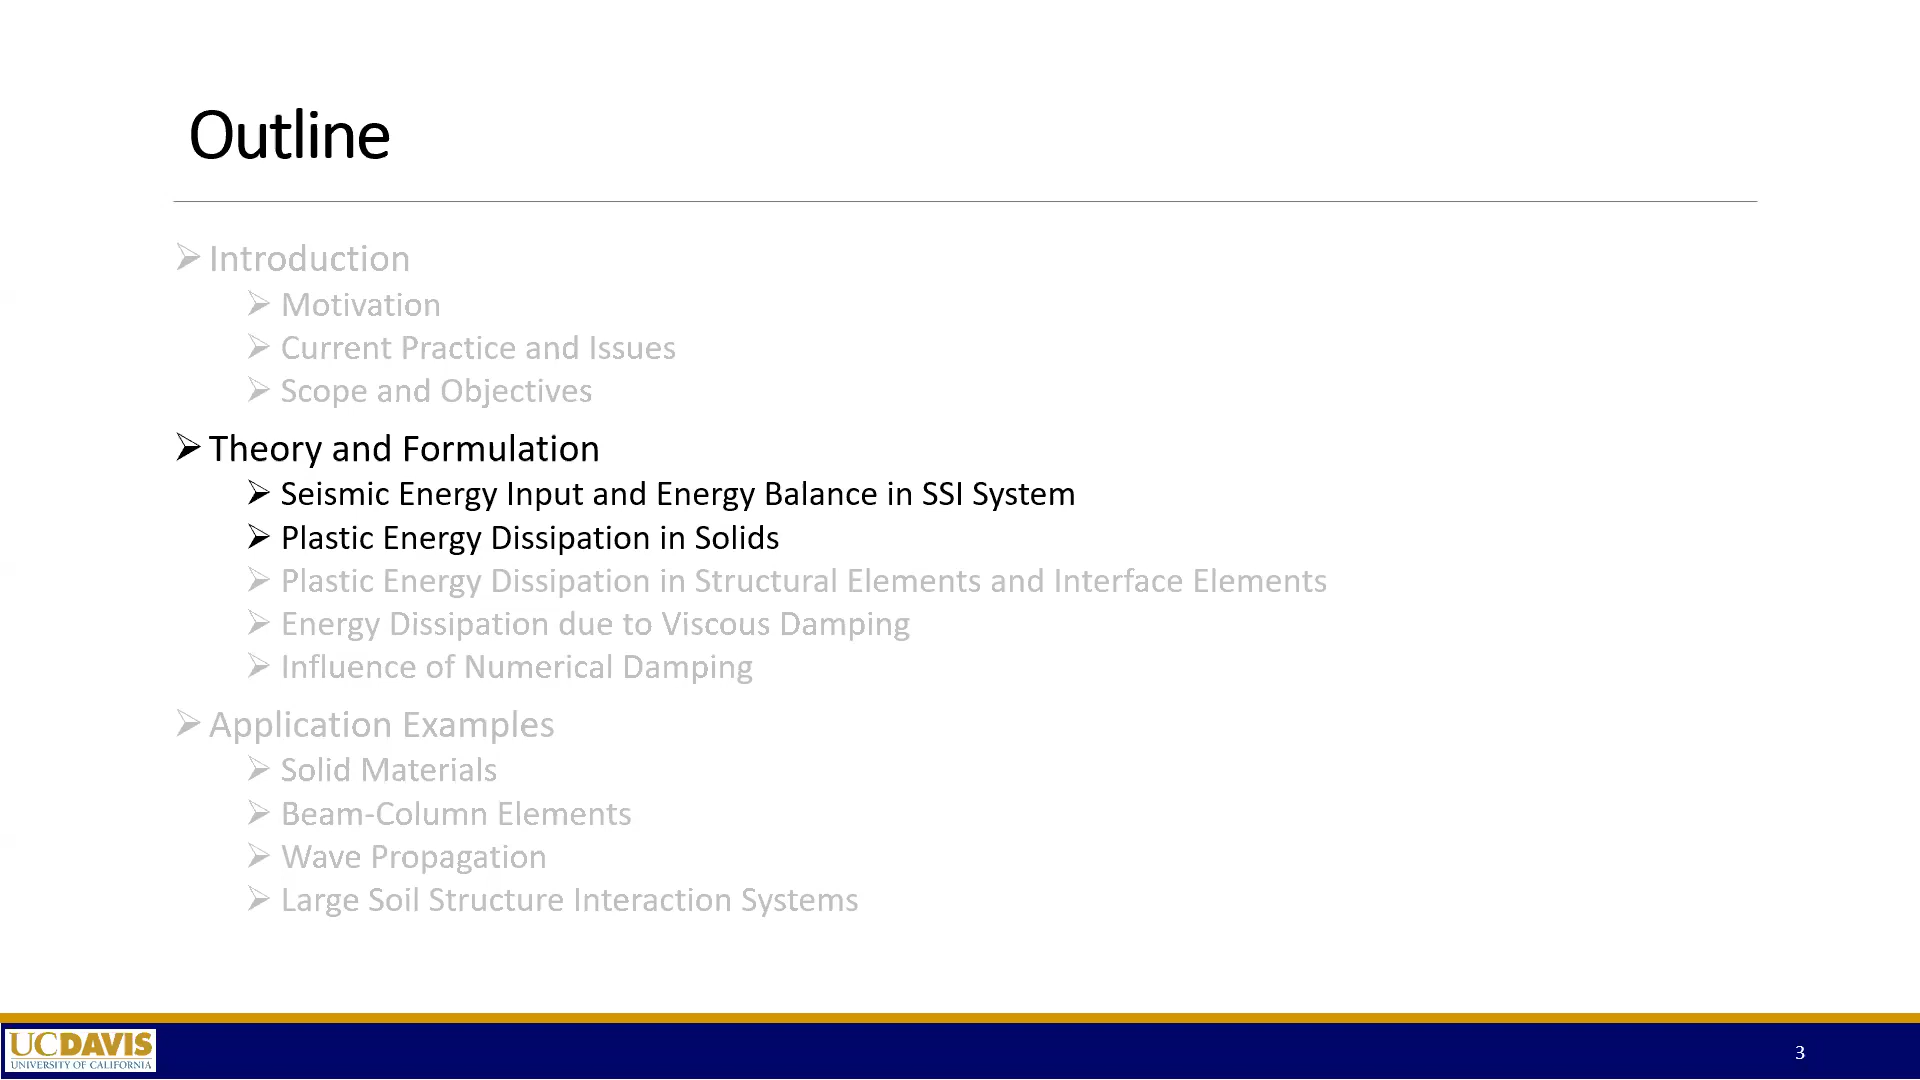 Outline
Introduction
Motivation
Current Practice and Issues
Scope and Objectives
Theory and Formulation
Seismic Energy Input and Energy Balance in SSI System
Plastic Energy Dissipation in Solids
Plastic Energy Dissipation in Structural Elements and Interface Elements
Energy Dissipation due to Viscous Damping
Influence of Numerical Damping
Application Examples
Solid Materials
Beam-Column Elements
Wave Propagation
Large Soil Structure Interaction Systems
UCDAVIS
UNIVERSITY OF CALIFORNIA
3